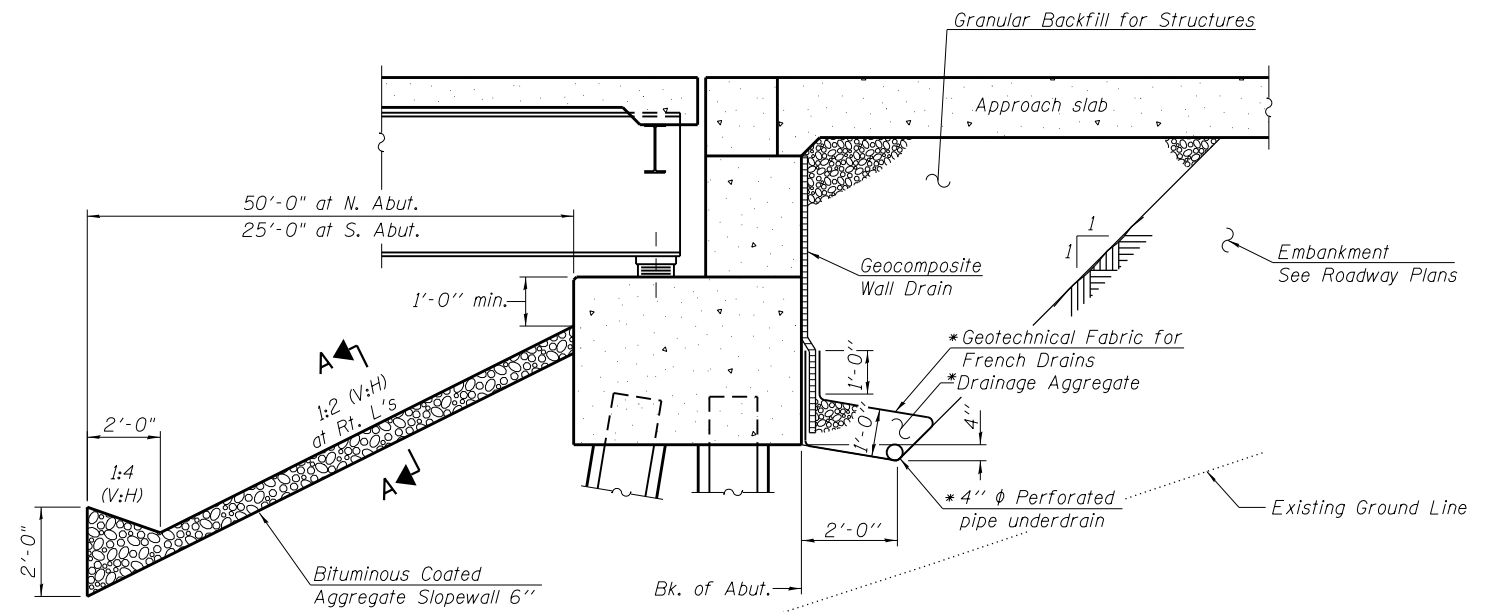 Granular Backfill for Structures
Approach slab
50'-0" at N. Abut.
25'-0" at S. Abut.
1
1
Embankment
See Roadway Plans
Geocomposite
Wall Drain
1'-0'' min.
* Geotechnical Fabric for
French Drains
* Drainage Aggregate
1'-0''
1'-0''
4''
A
1:2 (V:H)
at Rt. L's
A
2'-0"
1:4
(V:H)
2'-0"
* 4'' ϕ Perforated
pipe underdrain
Existing Ground Line
2'-0''
Bituminous Coated
Aggregate Slopewall 6''
Bk. of Abut.